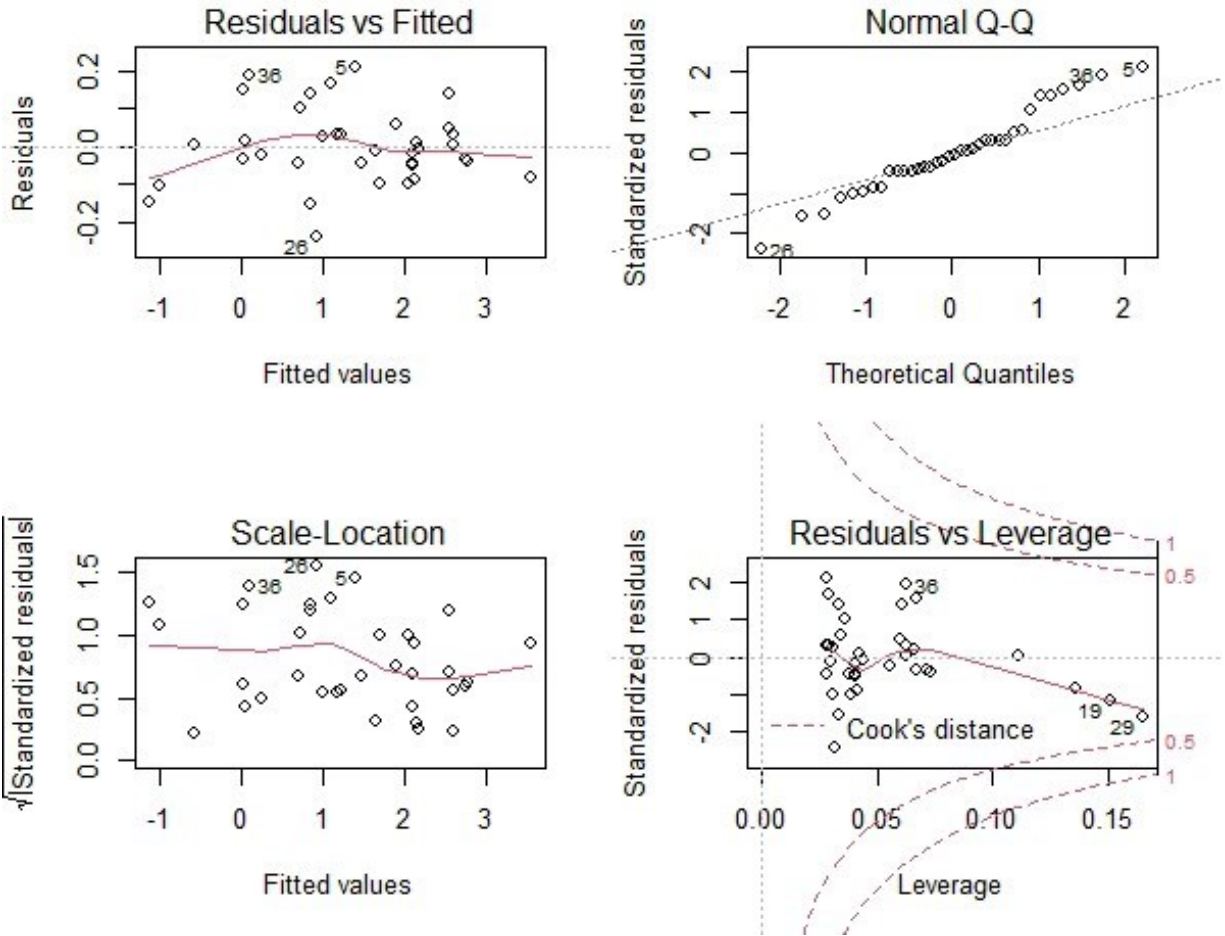 Residuals vs Fitted
Residuals
0.2
0.0
-0.2
36
5
26
-1 0 1 2 3
Fitted values
Normal Q-Q
Standardized residuals
2
1
0
-2
36
5
26
-2 -1 0 1 2
Theoretical Quantiles
Scale-Location
√|Standardized residuals|
1.5
1.0
0.5
0.0
26
36
5
-1 0 1 2 3
Fitted values
Residuals vs Leverage
Standardized residuals
2
1
0
-2
36
19
29
Cook's distance
1
0.5
0.5
1
0.00 0.05 0.10 0.15
Leverage